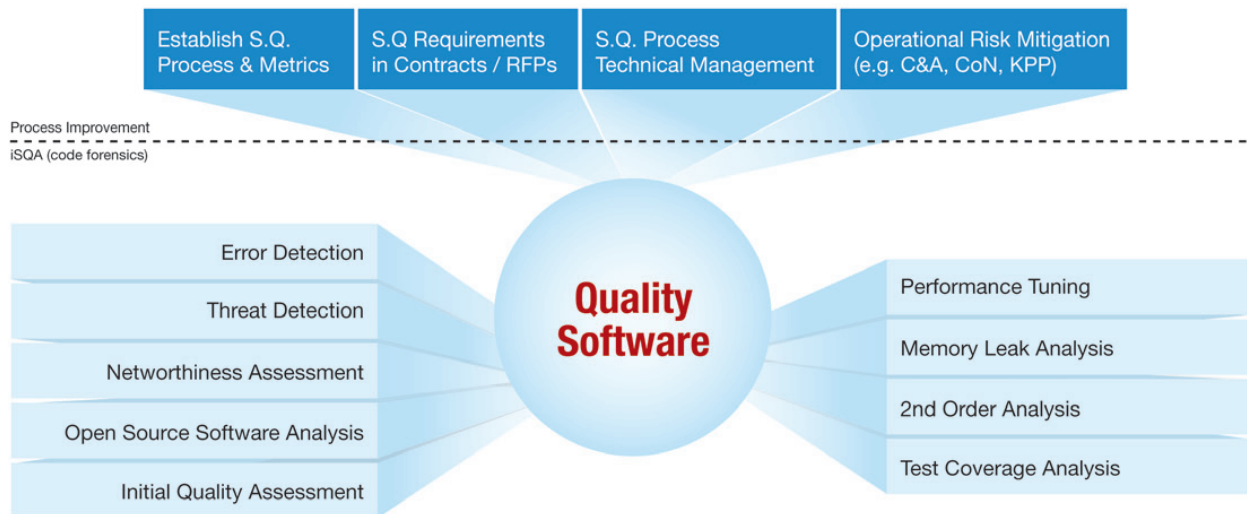 Establish S.Q.
Process & Metrics
S.Q Requirements
in Contracts / RFPs
S.Q. Process
Technical Management
Operational Risk Mitigation
(e.g. C&A, CoN, KPP)
Process Improvement
iSQA (code forensics)
Error Detection
Threat Detection
Networthiness Assessment
Open Source Software Analysis
Initial Quality Assessment
Quality
Software
Performance Tuning
Memory Leak Analysis
2nd Order Analysis
Test Coverage Analysis